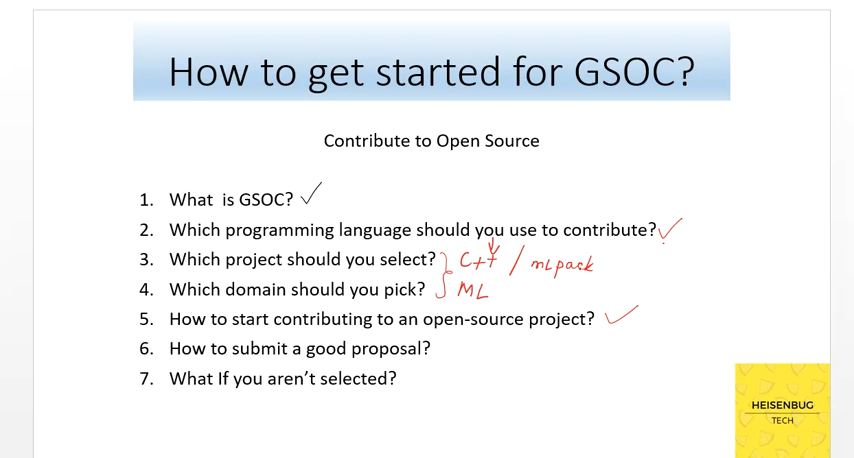 How to get started for GSOC?
Contribute to Open Source
1. What is GSOC?
2. Which programming language should you use to contribute?
3. Which project should you select? C++ / mlpack
4. Which domain should you pick? ML
5. How to start contributing to an open-source project?
6. How to submit a good proposal?
7. What If you aren't selected?
HEISENBUG
TECH